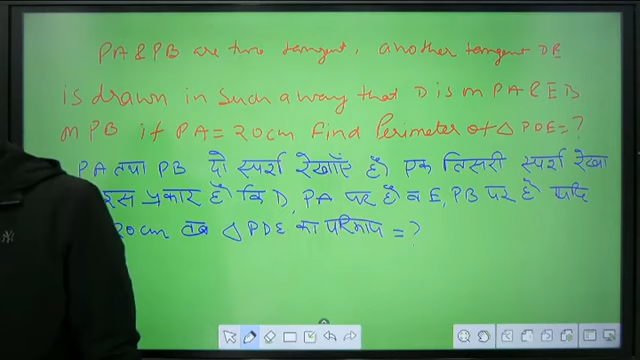 PA & PB are two tangent, another tangent DE
is drawn in such a way that D is on PA & E is
on PB if PA = 20cm find Perimeter of △ PDE = ?
PA तथा PB दो स्पर्श रेखाएँ है। एक तिसरी स्पर्श रेखा
इस प्रकार है कि D, PA पर है व E, PB पर है यदि
20cm तब △ PDE का परिमाप = ?